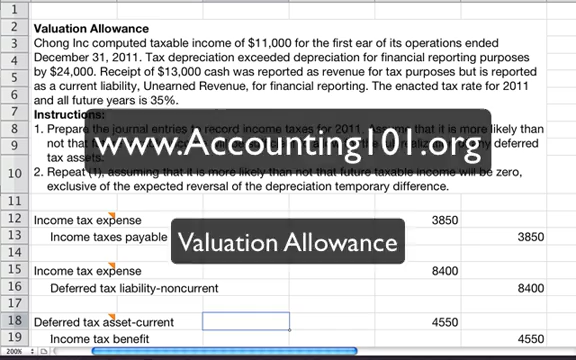 1
2 Valuation Allowance
3 Chong Inc computed taxable income of $11,000 for the first ear of its operations ended
December 31, 2011. Tax depreciation exceeded depreciation for financial reporting purposes
4 by $24,000. Receipt of $13,000 cash was reported as revenue for tax purposes but is reported
5 as a current liability, Unearned Revenue, for financial reporting. The enacted tax rate for 2011
6 and all future years is 35%.
7 Instructions:
8 1. Prepare the journal entries to record income taxes for 2011. Assume that it is more likely than
9 not that deferred
tax assets.
10 2. Repeat (1), assuming that it is more likely than not that future taxable income will be zero,
exclusive of the expected reversal of the depreciation temporary difference.
www.Accounting101.org
11
12 Income tax expense 3850
13 Income taxes payable 3850
Valuation Allowance
14
15 Income tax expense 8400
16 Deferred tax liability-noncurrent 8400
17
18 Deferred tax asset-current 4550
19 Income tax benefit 4550
200%